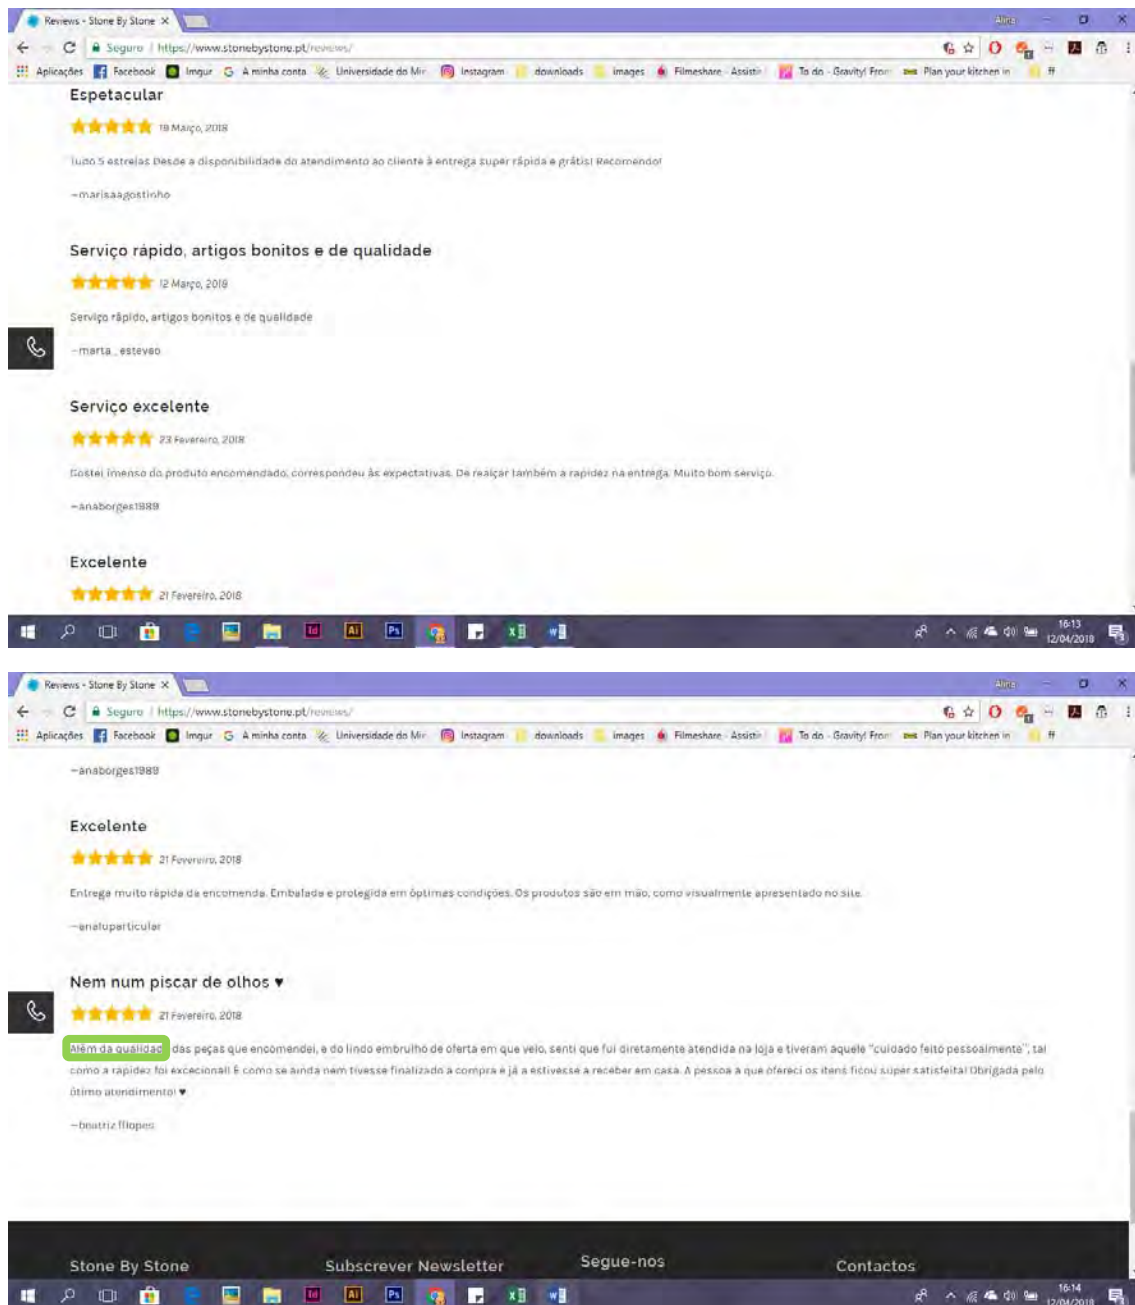 Reviews - Stone By Stone
Seguro | https://www.stonebystone.pt/reviews/
Aplicações Facebook Imgur A minha conta Universidade do Min Instagram downloads images Filmeshare - Assistir To do - Gravity! Fron Plan your kitchen in ff
Espetacular
19 Março, 2018
Tudo 5 estrelas Desde a disponibilidade do atendimento ao cliente à entrega super rápida e grátis! Recomendo!
–marisaagostinho
Serviço rápido, artigos bonitos e de qualidade
12 Março, 2018
Serviço rápido, artigos bonitos e de qualidade
–marta_estevao
Serviço excelente
23 Fevereiro, 2018
Gostei imenso do produto encomendado, correspondeu às expectativas. De realçar também a rapidez na entrega. Muito bom serviço.
–anaborges1989
Excelente
21 Fevereiro, 2018
16:13
12/04/2018
Reviews - Stone By Stone
Seguro | https://www.stonebystone.pt/reviews/
Aplicações Facebook Imgur A minha conta Universidade do Min Instagram downloads images Filmeshare - Assistir To do - Gravity! Fron Plan your kitchen in ff
–anaborges1989
Excelente
21 Fevereiro, 2018
Entrega muito rápida da encomenda. Embalada e protegida em óptimas condições. Os produtos são em mão, como visualmente apresentado no site.
–analuparticular
Nem num piscar de olhos ♥
21 Fevereiro, 2018
Além da qualidad das peças que encomendei, e do lindo embrulho de oferta em que veio, senti que fui diretamente atendida na loja e tiveram aquele "cuidado feito pessoalmente", tal
como a rapidez foi excecional! É como se ainda nem tivesse finalizado a compra e já a estivesse a receber em casa. A pessoa a que ofereci os itens ficou super satisfeita! Obrigada pelo
ótimo atendimento! ♥
Stone By Stone Subscrever Newsletter Segue-nos Contactos
16:14
12/04/2018